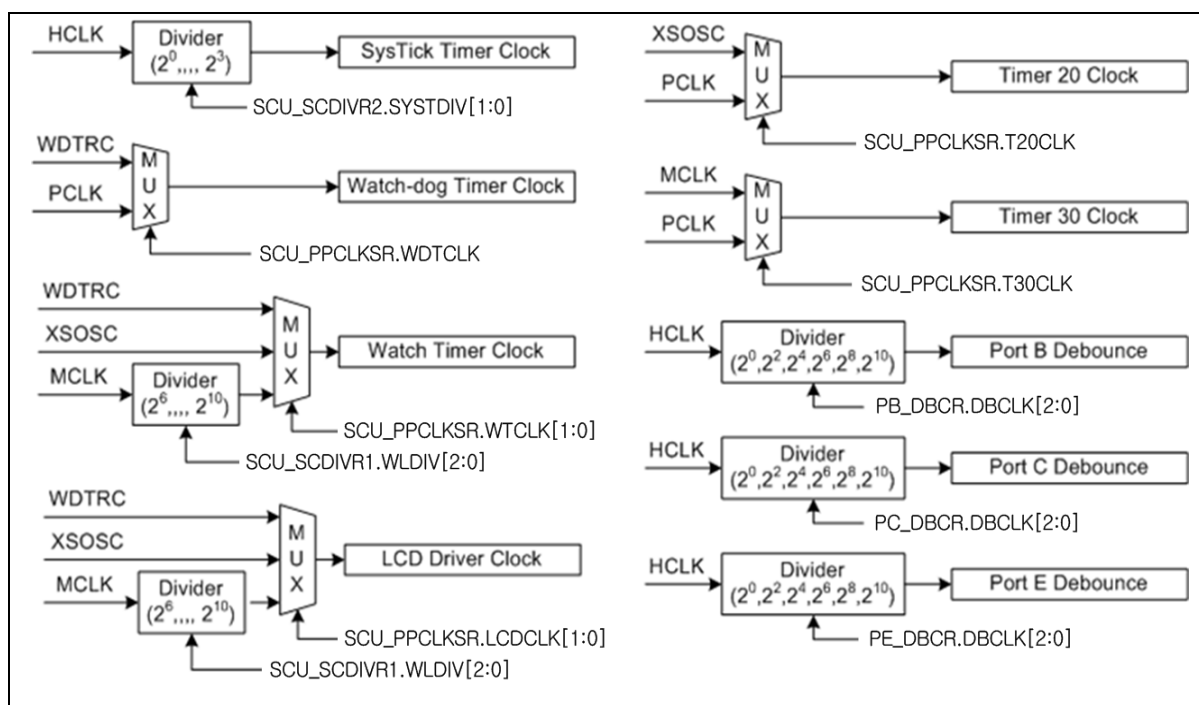 HCLK
Divider
(2⁰,,,, 2³)
SysTick Timer Clock
SCU_SCDIVR2.SYSTDIV[1:0]
WDTRC
PCLK
M
U
X
Watch-dog Timer Clock
SCU_PPCLKSR.WDTCLK
WDTRC
XSOSC
MCLK
Divider
(2⁶,,,, 2¹⁰)
M
U
X
Watch Timer Clock
SCU_PPCLKSR.WTCLK[1:0]
SCU_SCDIVR1.WLDIV[2:0]
WDTRC
XSOSC
MCLK
Divider
(2⁶,,,, 2¹⁰)
M
U
X
LCD Driver Clock
SCU_PPCLKSR.LCDCLK[1:0]
SCU_SCDIVR1.WLDIV[2:0]
XSOSC
PCLK
M
U
X
Timer 20 Clock
SCU_PPCLKSR.T20CLK
MCLK
PCLK
M
U
X
Timer 30 Clock
SCU_PPCLKSR.T30CLK
HCLK
Divider
(2⁰,2²,2⁴,2⁶,2⁸,2¹⁰)
Port B Debounce
PB_DBCR.DBCLK[2:0]
HCLK
Divider
(2⁰,2²,2⁴,2⁶,2⁸,2¹⁰)
Port C Debounce
PC_DBCR.DBCLK[2:0]
HCLK
Divider
(2⁰,2²,2⁴,2⁶,2⁸,2¹⁰)
Port E Debounce
PE_DBCR.DBCLK[2:0]